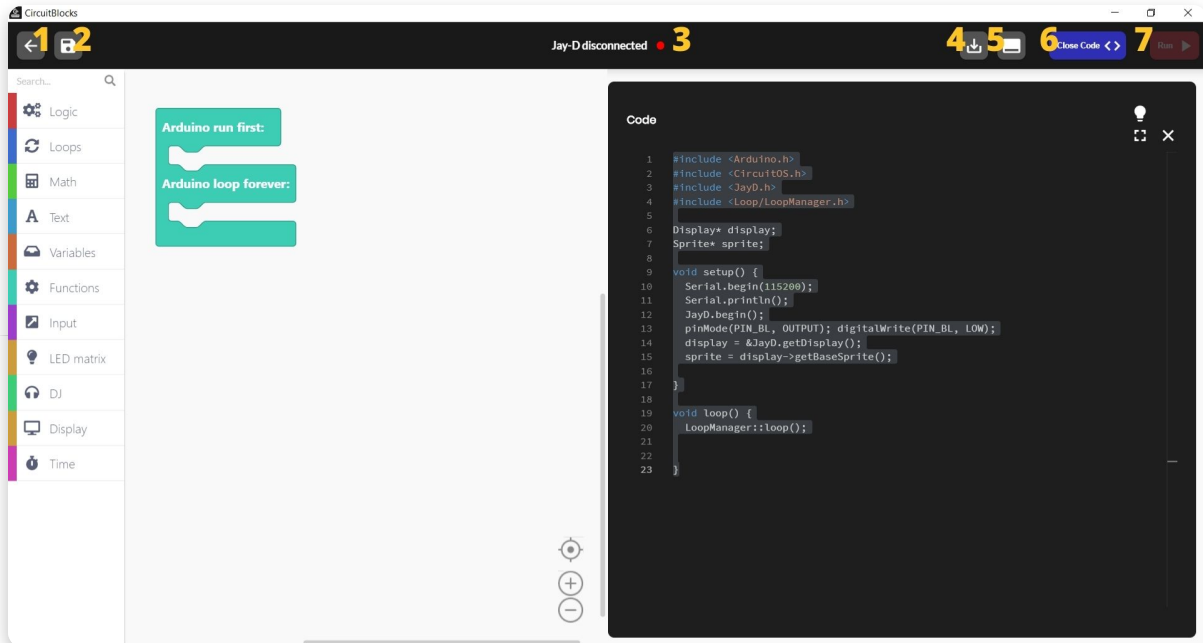 CircuitBlocks
1 2 Jay-D disconnected 3 4 5 6 Close Code <> 7 Run
Search...
Logic
Loops
Math
Text
Variables
Functions
Input
LED matrix
DJ
Display
Time
Arduino run first:
Arduino loop forever:
Code
1 #include <Arduino.h>
2 #include <CircuitOS.h>
3 #include <JayD.h>
4 #include <Loop/LoopManager.h>
5
6 Display* display;
7 Sprite* sprite;
8
9 void setup() {
10 Serial.begin(115200);
11 Serial.println();
12 JayD.begin();
13 pinMode(PIN_BL, OUTPUT); digitalWrite(PIN_BL, LOW);
14 display = &JayD.getDisplay();
15 sprite = display->getBaseSprite();
16
17 }
18
19 void loop() {
20 LoopManager::loop();
21
22
23 }